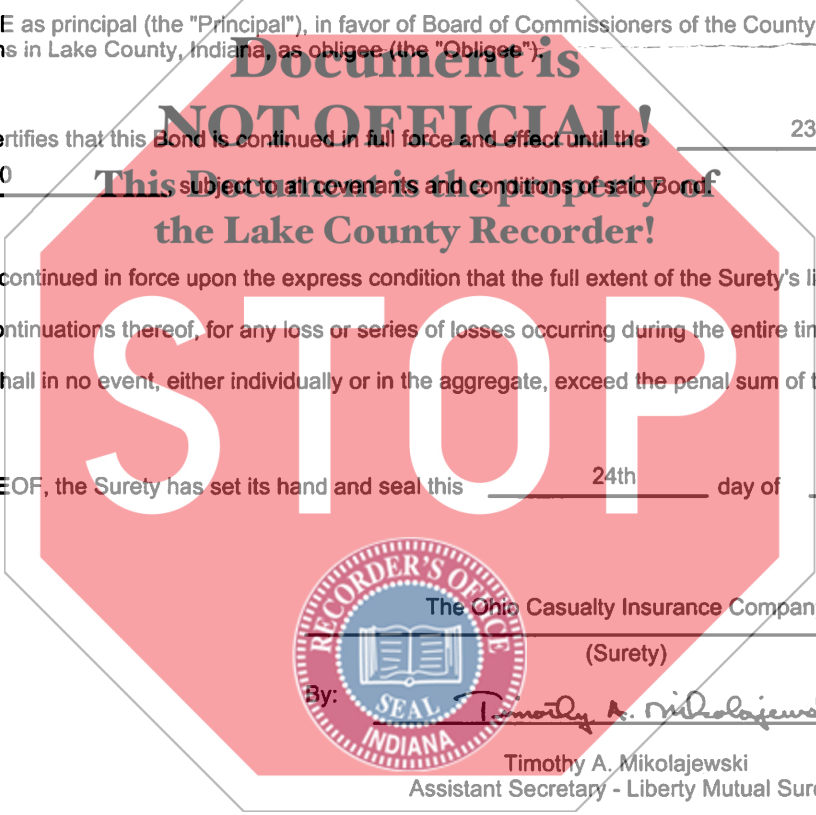 E as principal (the "Principal"), in favor of Board of Commissioners of the County
ns in Lake County, Indiana, as obligee (the "Obligee").
Document is
NOT OFFICIAL!
ertifies that this Bond is continued in full force and effect until the 23
0 , subject to all covenants and conditions of said Bond.
This Document is the property of
the Lake County Recorder!
continued in force upon the express condition that the full extent of the Surety's li
ntinuations thereof, for any loss or series of losses occurring during the entire tim
hall in no event, either individually or in the aggregate, exceed the penal sum of t
STOP
EOF, the Surety has set its hand and seal this 24th day of
RECORDER'S OFFICE
SEAL
INDIANA
The Ohio Casualty Insurance Company
(Surety)
By: Timothy A. Mikolajewski
Timothy A. Mikolajewski
Assistant Secretary - Liberty Mutual Sure